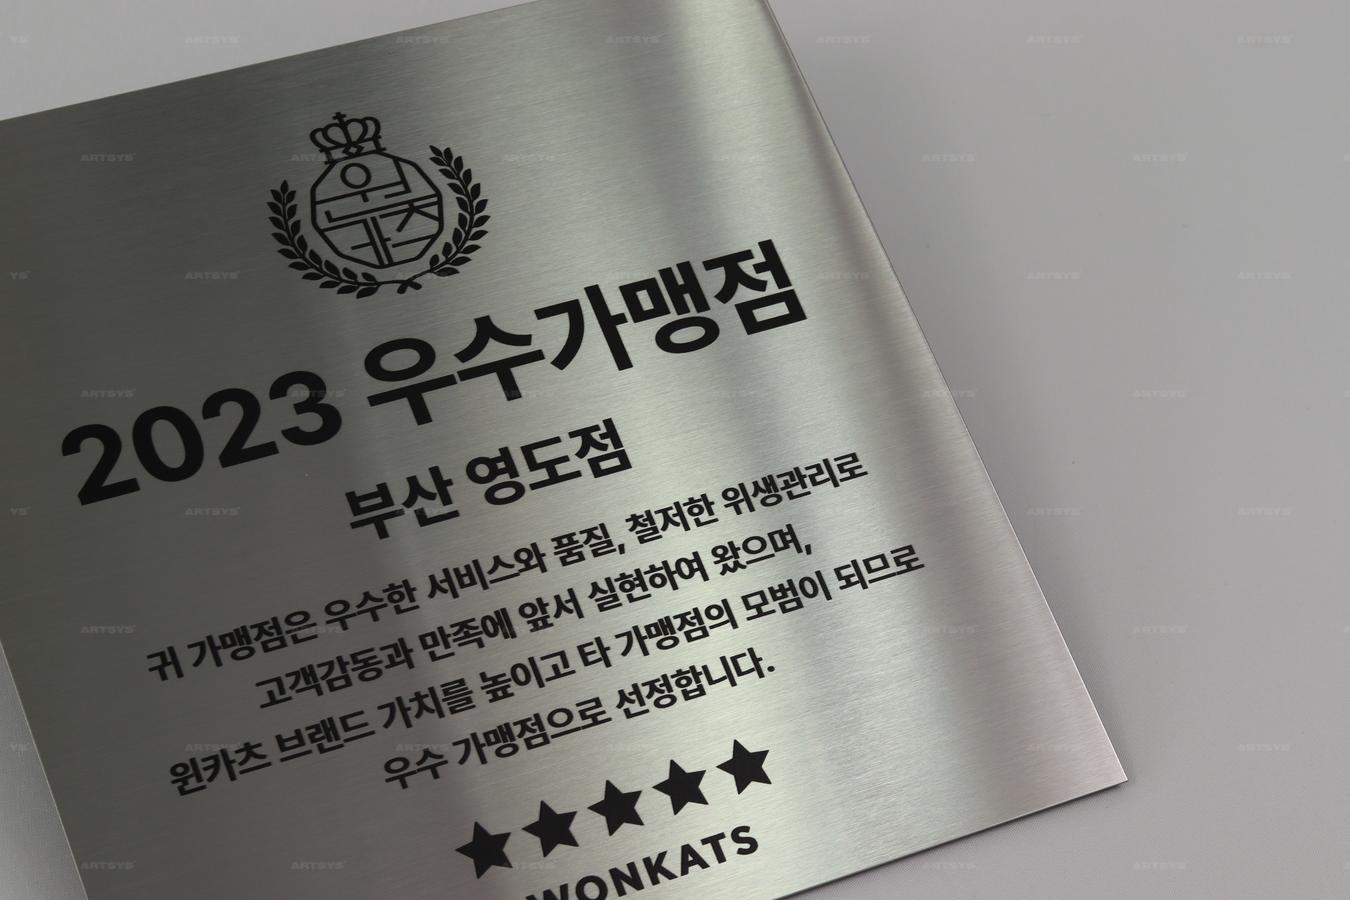 원카츠
2023 우수가맹점
부산 영도점
귀 가맹점은 우수한 서비스와 품질, 철저한 위생관리로
고객감동과 만족에 앞서 실현하여 왔으며,
원카츠 브랜드 가치를 높이고 타 가맹점의 모범이 되므로
우수 가맹점으로 선정합니다.
WONKATS
ARTSYS